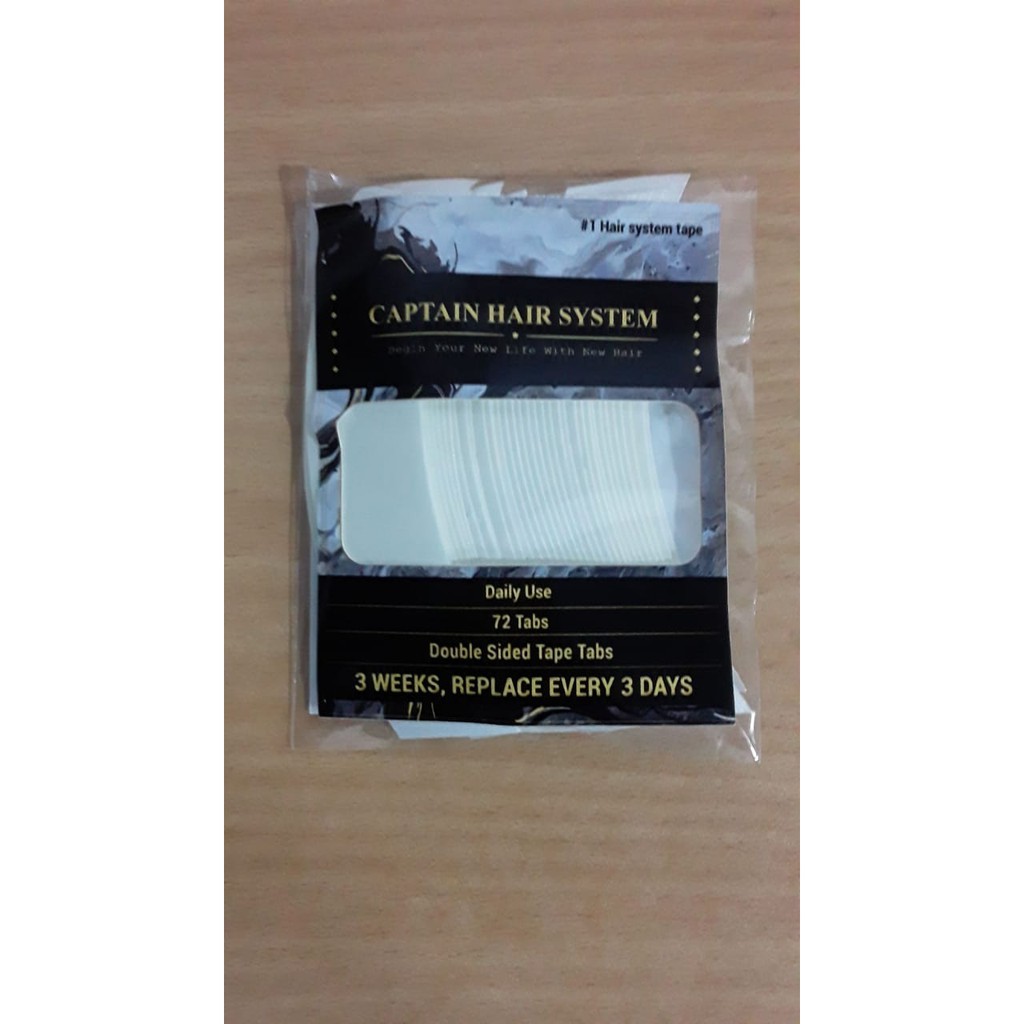 #1 Hair system tape
CAPTAIN HAIR SYSTEM
Begin Your New Life With New Hair
Daily Use
72 Tabs
Double Sided Tape Tabs
3 WEEKS, REPLACE EVERY 3 DAYS